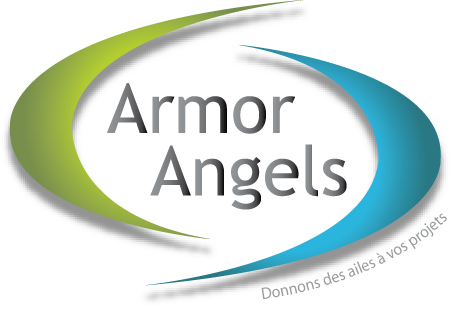 Armor
Angels
Donnons des ailes à vos projets